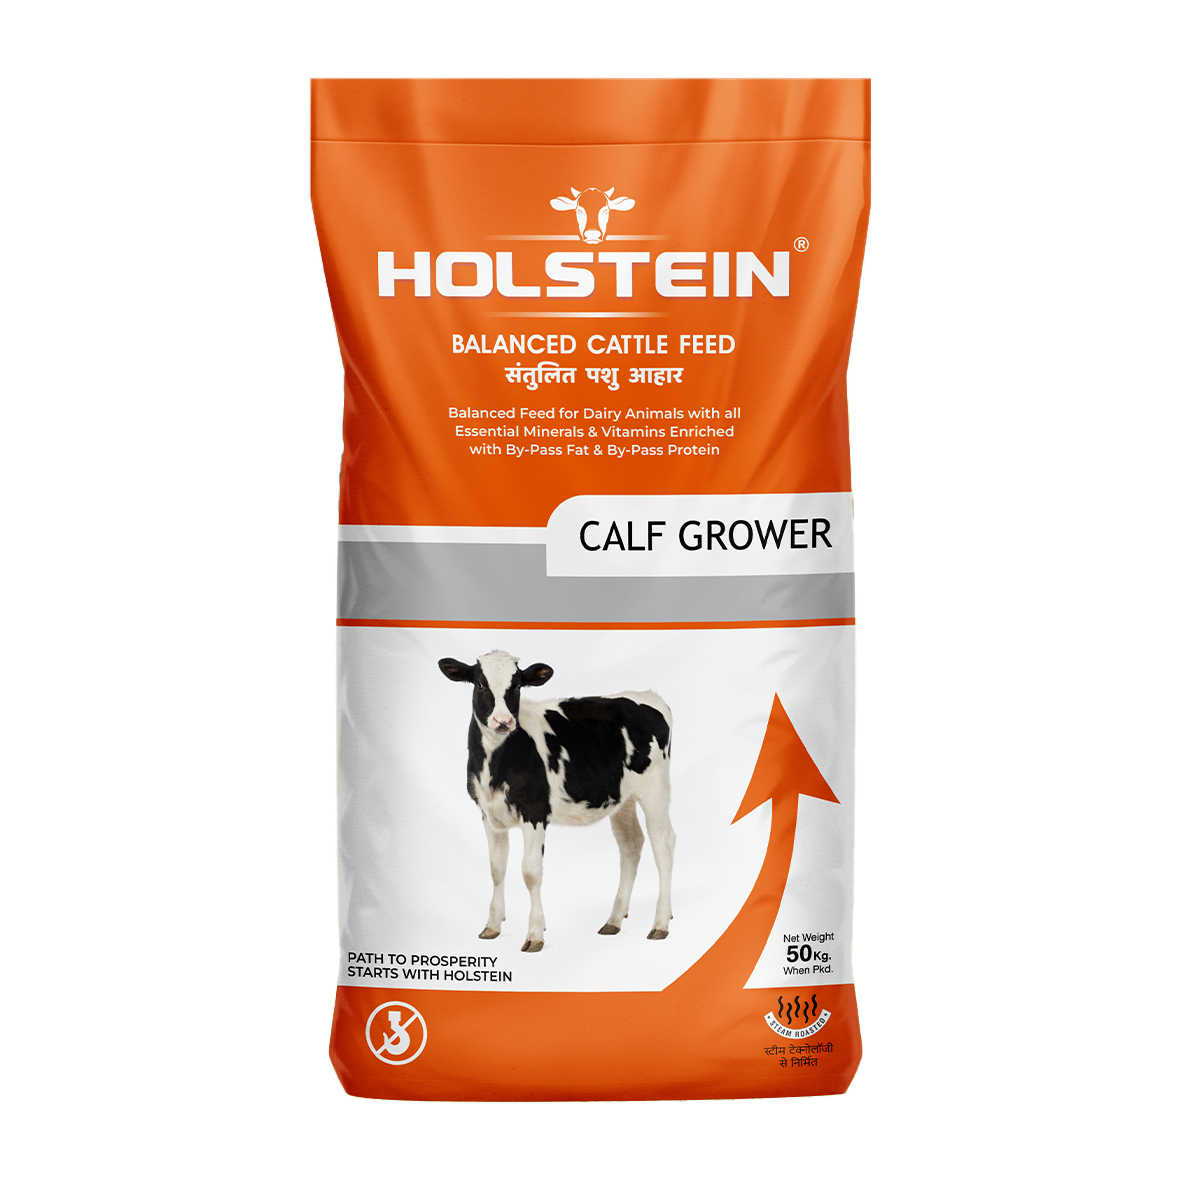 HOLSTEIN®
BALANCED CATTLE FEED
संतुलित पशु आहार
Balanced Feed for Dairy Animals with all
Essential Minerals & Vitamins Enriched
with By-Pass Fat & By-Pass Protein
CALF GROWER
PATH TO PROSPERITY
STARTS WITH HOLSTEIN
Net Weight
50 Kg.
When Pkd.
• STEAM ROASTED •
स्टीम टेक्नोलॉजी
से निर्मित